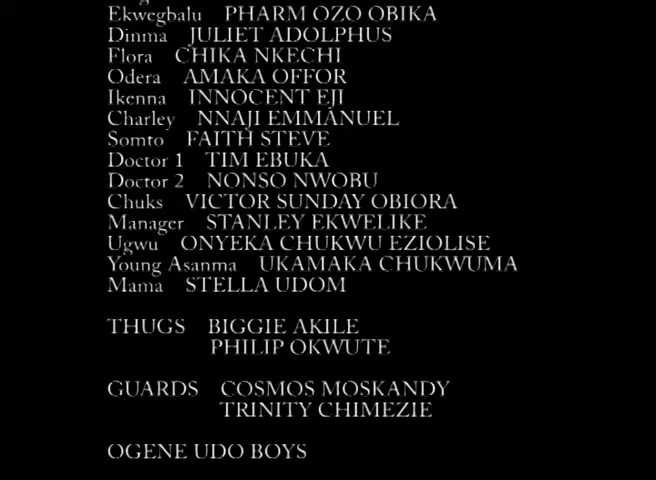 Ekwegbalu PHARM OZO OBIKA
Dinma JULIET ADOLPHUS
Flora CHIKA NKECHI
Odera AMAKA OFFOR
Ikenna INNOCENT EJI
Charley NNAJI EMMANUEL
Somto FAITH STEVE
Doctor 1 TIM EBUKA
Doctor 2 NONSO NWOBU
Chuks VICTOR SUNDAY OBIORA
Manager STANLEY EKWELIKE
Ugwu ONYEKA CHUKWU EZIOLISE
Young Asanma UKAMAKA CHUKWUMA
Mama STELLA UDOM
THUGS BIGGIE AKILE
PHILIP OKWUTE
GUARDS COSMOS MOSKANDY
TRINITY CHIMEZIE
OGENE UDO BOYS